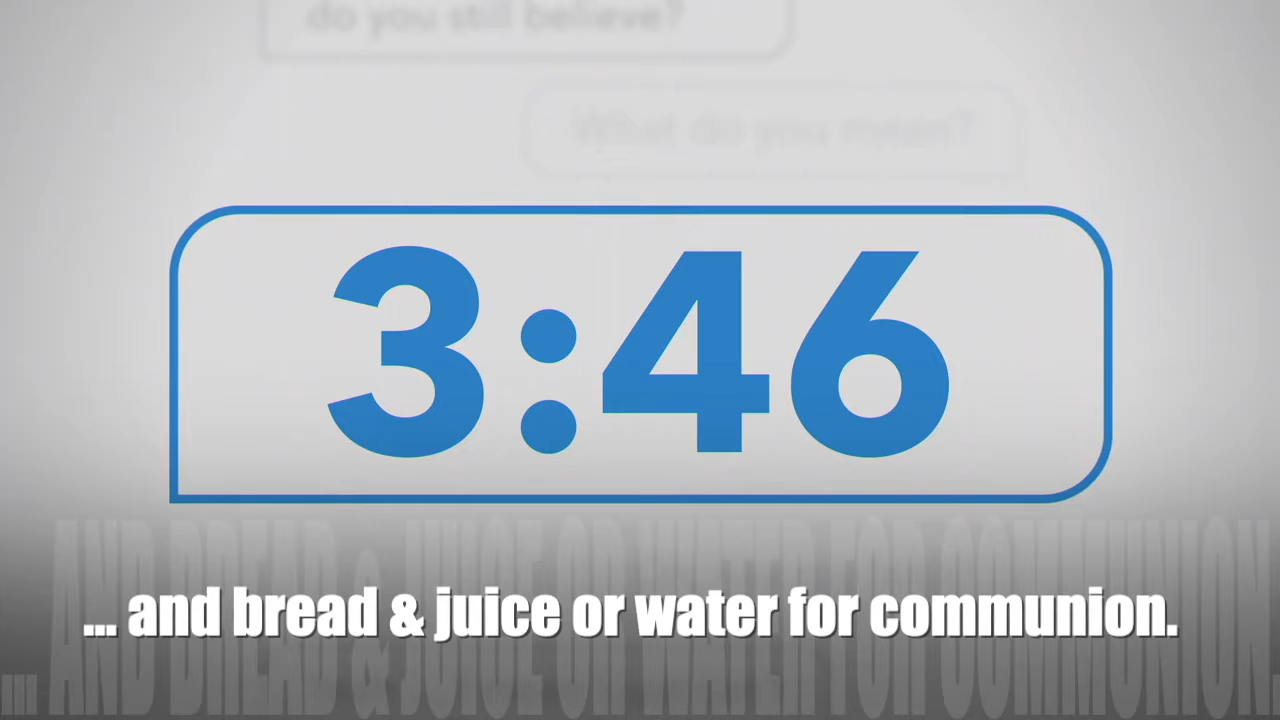 do you still believe?
What do you mean?
3:46
... and bread & juice or water for communion.
... AND BREAD & JUICE OR WATER FOR COMMUNION.